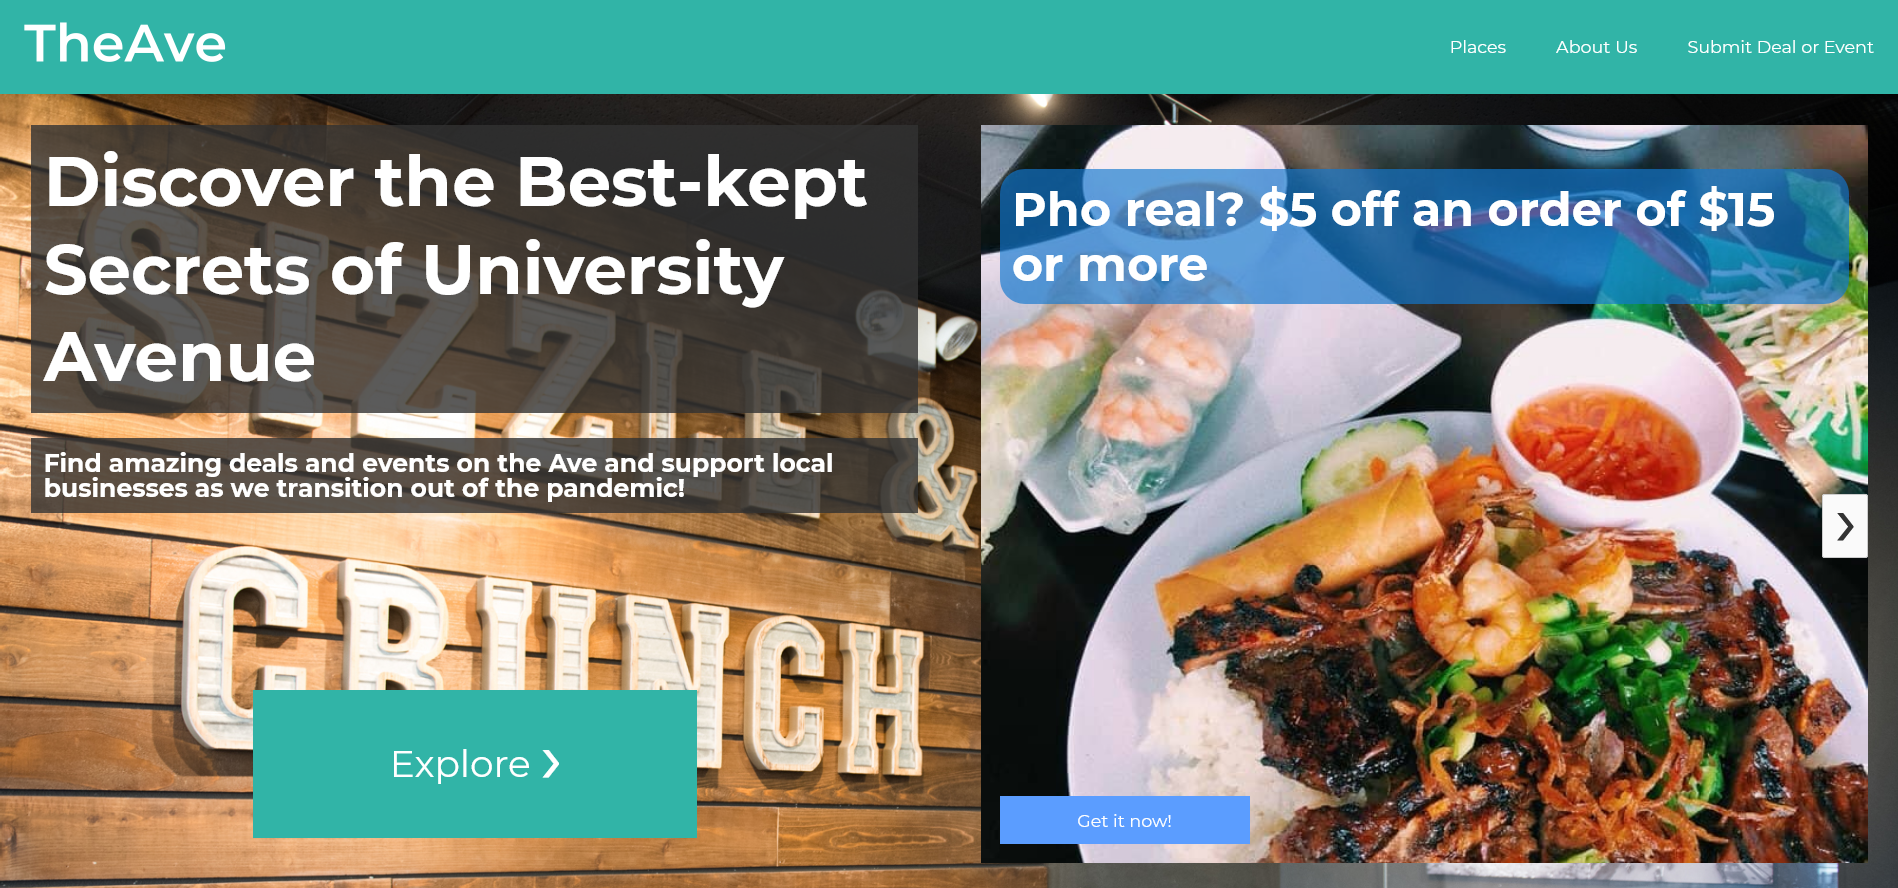 TheAve
Places
About Us
Submit Deal or Event
Discover the Best-kept
Secrets of University
Avenue
Find amazing deals and events on the Ave and support local
businesses as we transition out of the pandemic!
SIZZLE &
CRUNCH
Explore ❯
Pho real? $5 off an order of $15
or more
❯
Get it now!